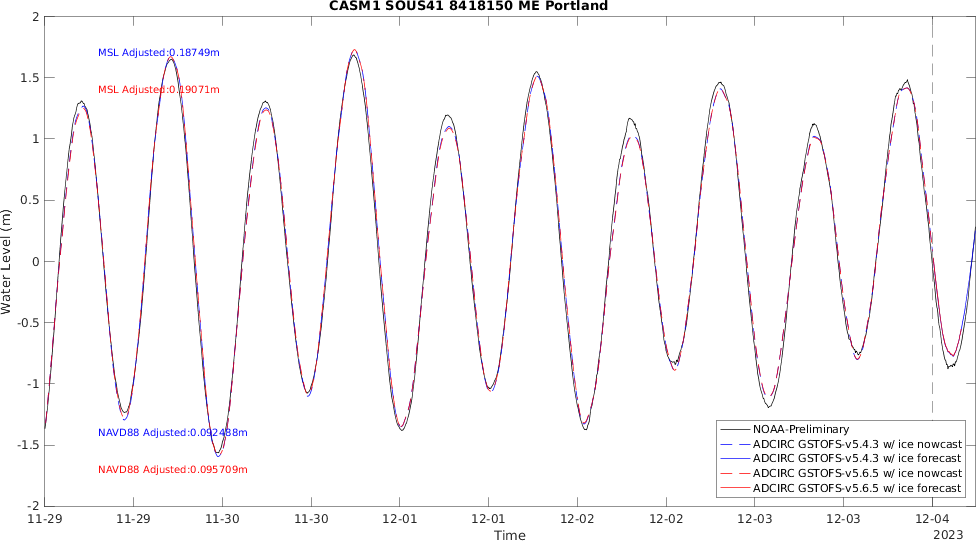 CASM1 SOUS41 8418150 ME Portland
2
1.5
1
0.5
0
-0.5
-1
-1.5
-2
Water Level (m)
MSL Adjusted:0.18749m
MSL Adjusted:0.19071m
NAVD88 Adjusted:0.092488m
NAVD88 Adjusted:0.095709m
NOAA-Preliminary
ADCIRC GSTOFS-v5.4.3 w/ ice nowcast
ADCIRC GSTOFS-v5.4.3 w/ ice forecast
ADCIRC GSTOFS-v5.6.5 w/ ice nowcast
ADCIRC GSTOFS-v5.6.5 w/ ice forecast
11-29 11-29 11-30 11-30 12-01 12-01 12-02 12-02 12-03 12-03 12-04
Time 2023